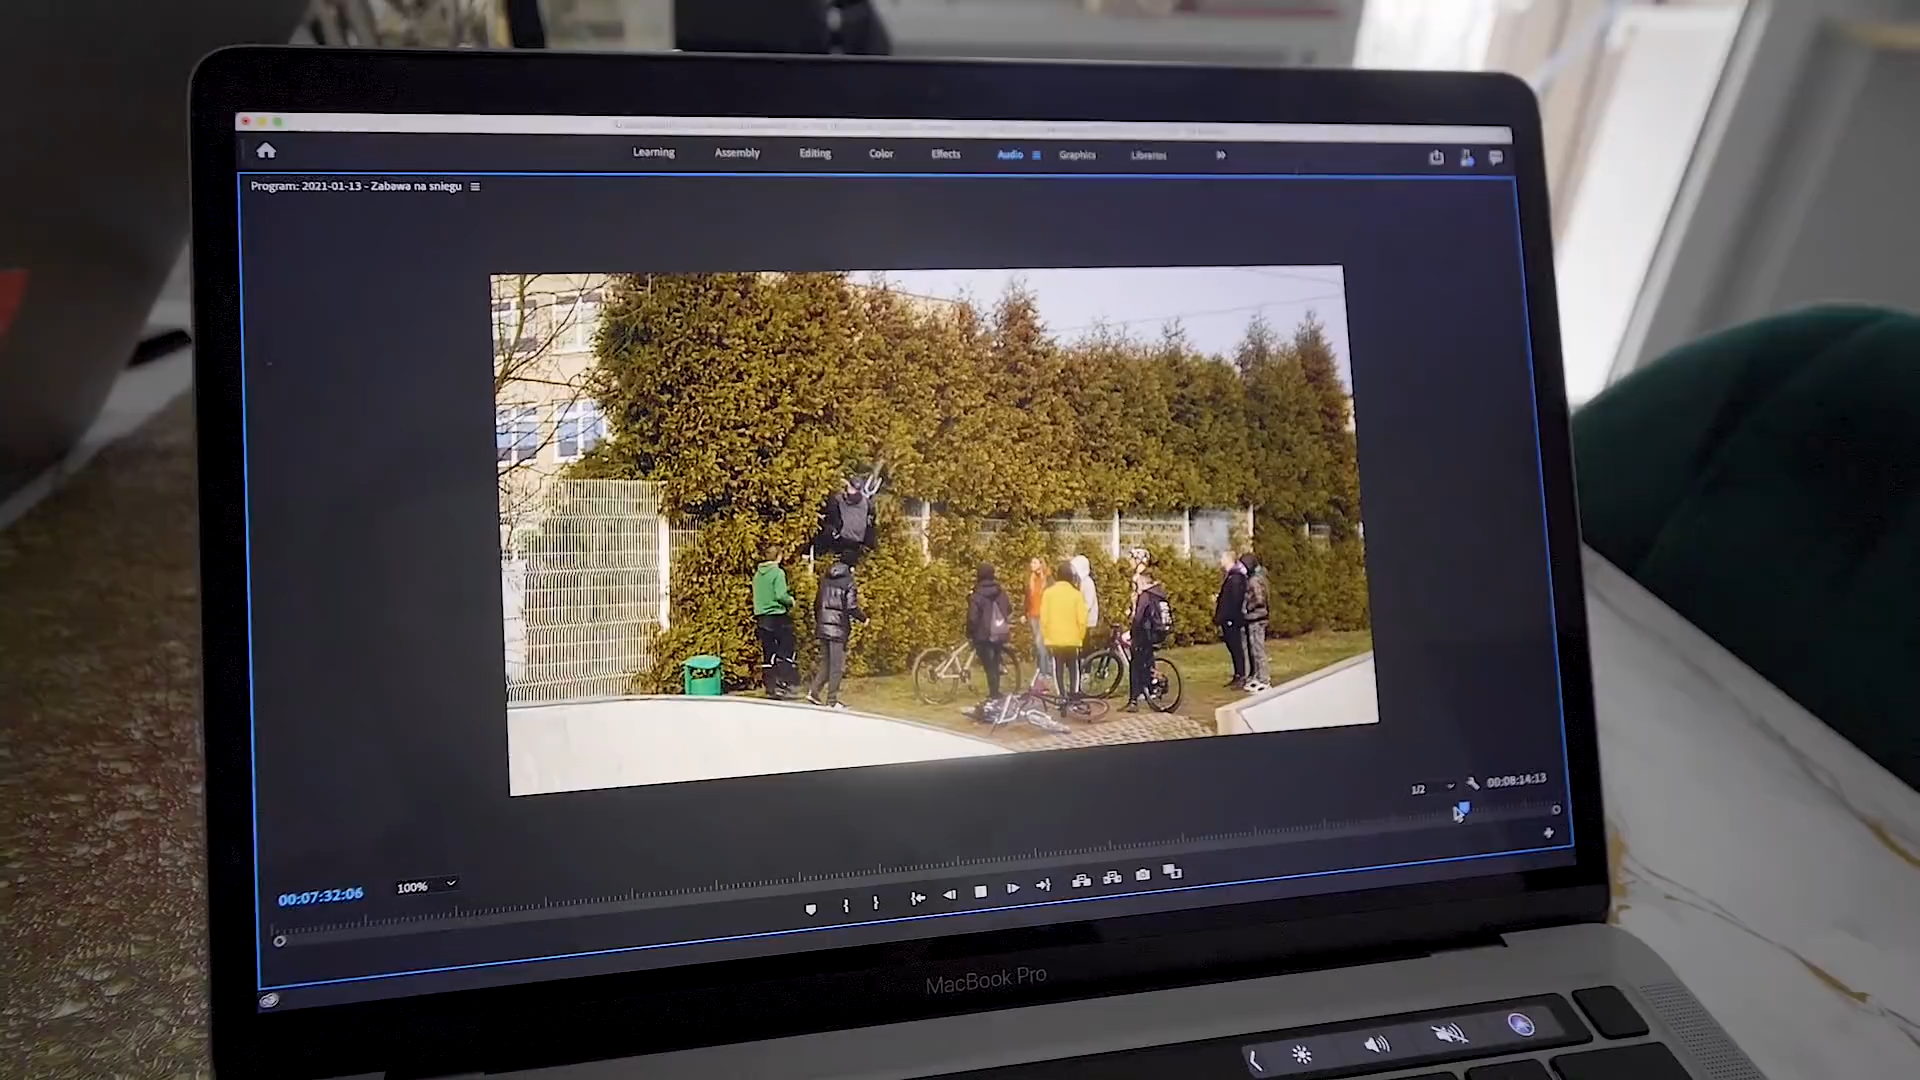 Learning Assembly Editing Color Effects Audio Graphics Libraries
Program: 2021-01-13 - Zabawa na sniegu
1/2 00:08:14:13
00:07:32:06 100%
MacBook Pro